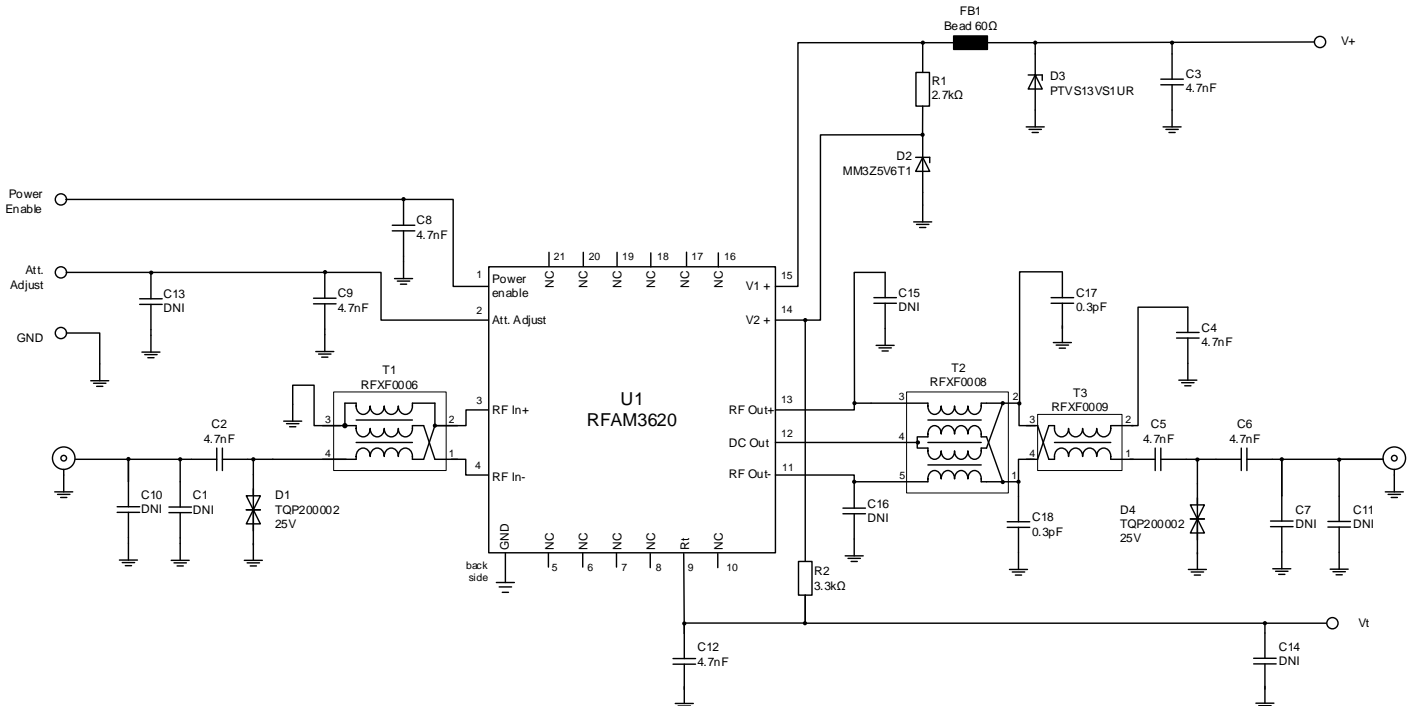 FB1
Bead 60Ω
V+
R1
2.7kΩ
D3
PTVS13VS1UR
C3
4.7nF
D2
MM3Z5V6T1
Power
Enable
C8
4.7nF
Att.
Adjust
C13
DNI
C9
4.7nF
GND
21 20 19 18 17 16
NC NC NC NC NC NC
1
Power
enable
2
Att. Adjust
15
V1 +
14
V2 +
U1
RFAM3620
3
RF In+
4
RF In-
13
RF Out+
12
DC Out
11
RF Out-
GND NC NC NC NC Rt NC
back
side
5 6 7 8 9 10
T1
RFXF0006
3 2
4 1
C2
4.7nF
C10
DNI
C1
DNI
D1
TQP200002
25V
C15
DNI
C17
0.3pF
C4
4.7nF
T2
RFXF0008
3 2
4
5 1
T3
RFXF0009
3 2
4 1
C5
4.7nF
C6
4.7nF
C16
DNI
C18
0.3pF
D4
TQP200002
25V
C7
DNI
C11
DNI
R2
3.3kΩ
Vt
C12
4.7nF
C14
DNI